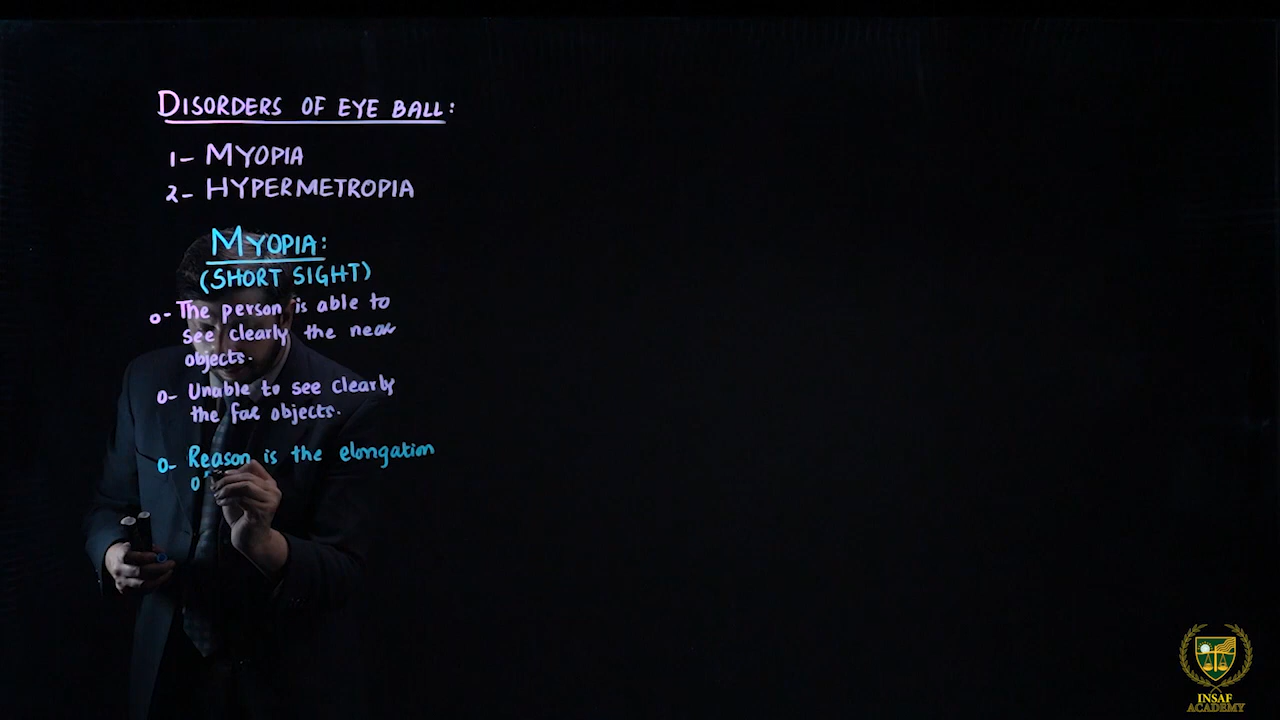 DISORDERS OF EYE BALL:
1- MYOPIA
2- HYPERMETROPIA
MYOPIA:
(SHORT SIGHT)
o- The person is able to
see clearly the near
objects.
o- Unable to see clearly
the far objects.
o- Reason is the elongation
INSAF
ACADEMY